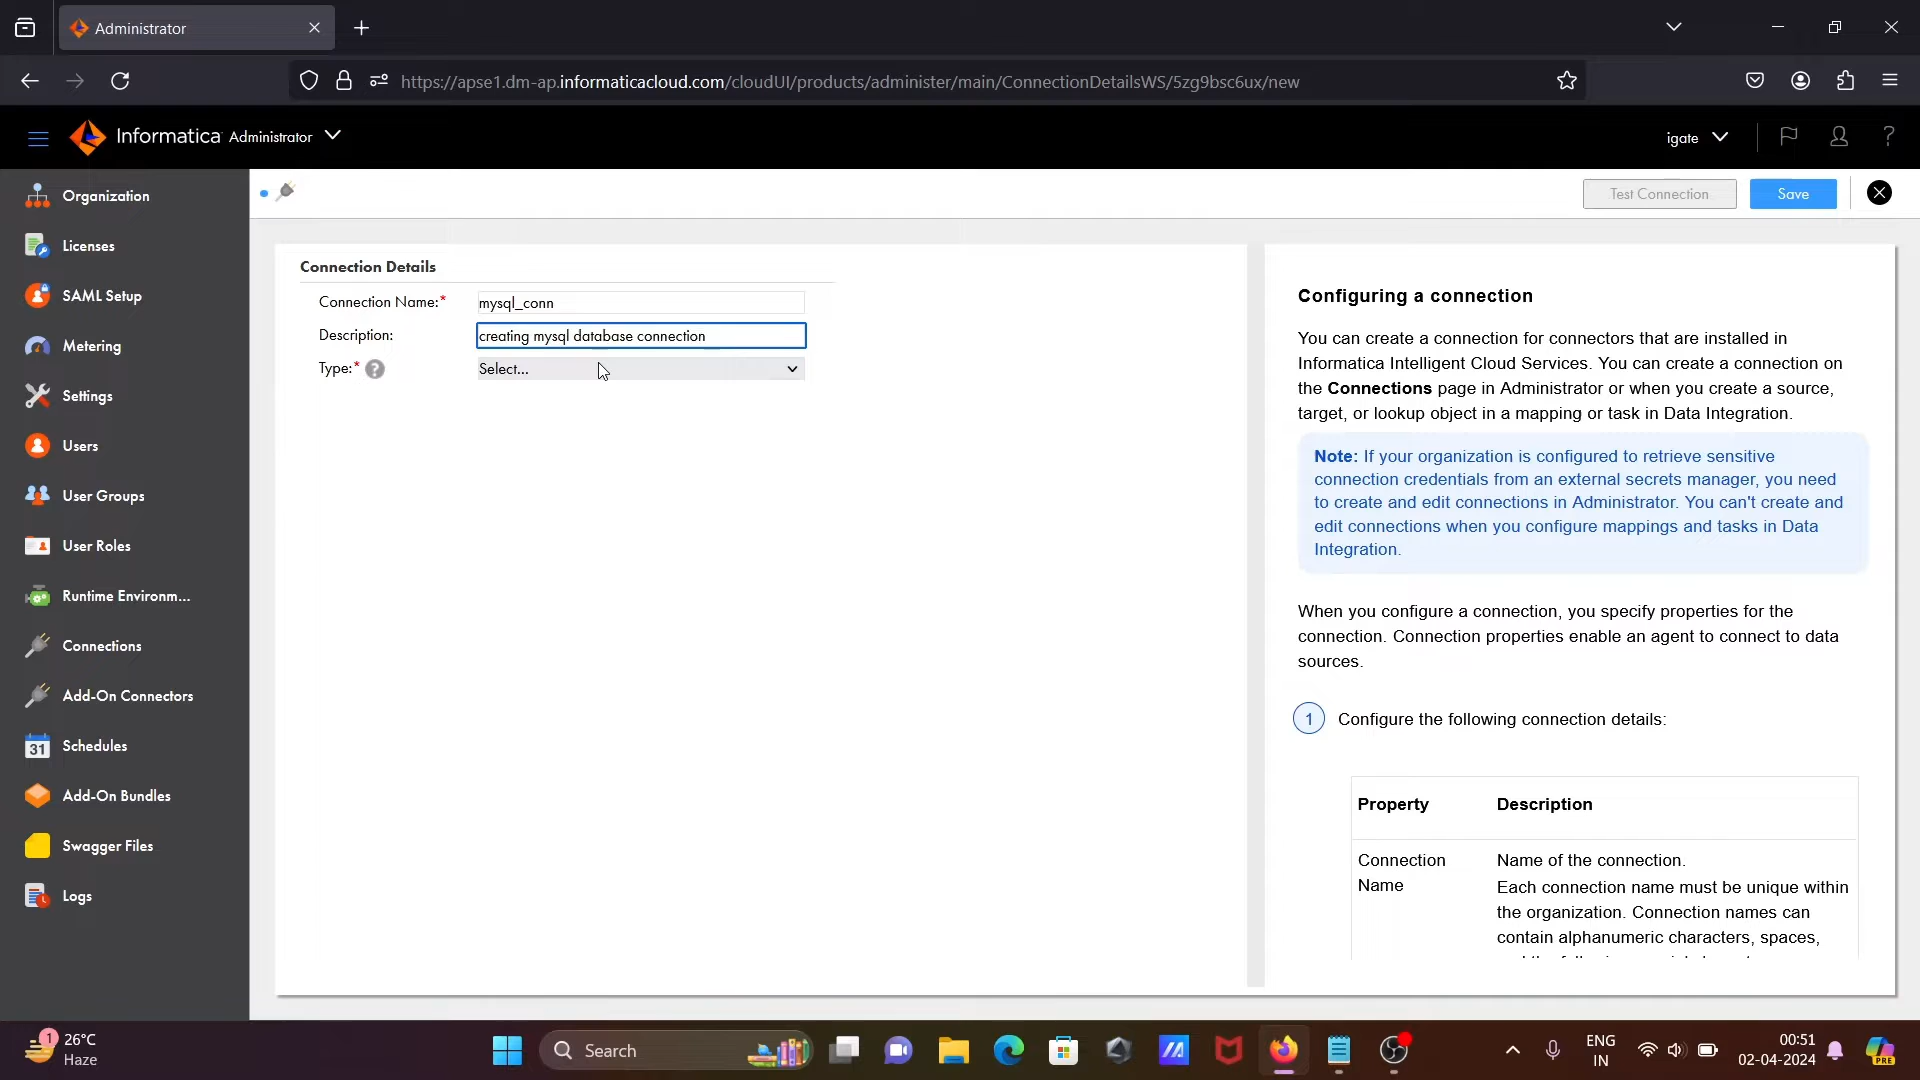 Administrator
https://apse1.dm-ap.informaticacloud.com/cloudUI/products/administer/main/ConnectionDetailsWS/5zg9bsc6ux/new
Informatica Administrator
igate
?
Organization
Licenses
SAML Setup
Metering
Settings
Users
User Groups
User Roles
Runtime Environm...
Connections
Add-On Connectors
31 Schedules
Add-On Bundles
Swagger Files
Logs
Test Connection
Save
Connection Details
Connection Name:* mysql_conn
Description: creating mysql database connection
Type:* ? Select...
Configuring a connection
You can create a connection for connectors that are installed in
Informatica Intelligent Cloud Services. You can create a connection on
the Connections page in Administrator or when you create a source,
target, or lookup object in a mapping or task in Data Integration.
Note: If your organization is configured to retrieve sensitive
connection credentials from an external secrets manager, you need
to create and edit connections in Administrator. You can't create and
edit connections when you configure mappings and tasks in Data
Integration.
When you configure a connection, you specify properties for the
connection. Connection properties enable an agent to connect to data
sources.
1 Configure the following connection details:
Property Description
Connection Name of the connection.
Name Each connection name must be unique within
the organization. Connection names can
contain alphanumeric characters, spaces,
1
26°C
Haze
Search
ENG
IN
00:51
02-04-2024
PRE